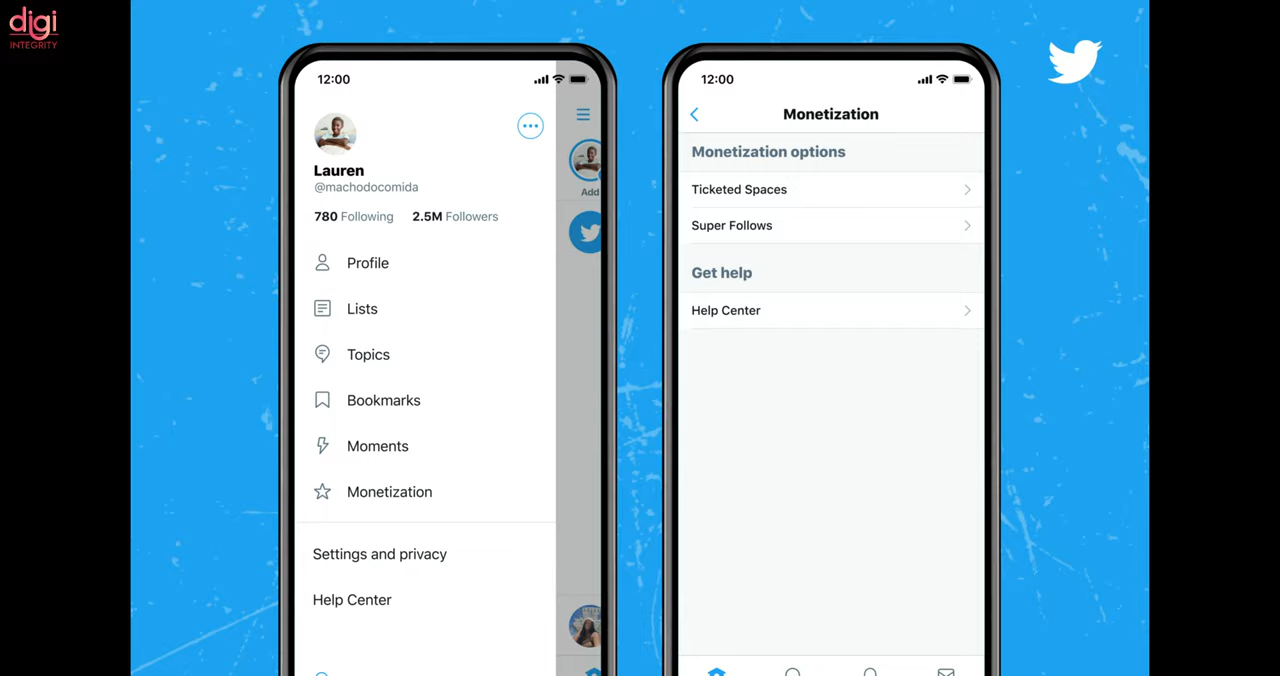 digi
INTEGRITY
12:00
Lauren
@machodocomida
780 Following 2.5M Followers
Profile
Lists
Topics
Bookmarks
Moments
Monetization
Settings and privacy
Help Center
Add
12:00
Monetization
Monetization options
Ticketed Spaces
Super Follows
Get help
Help Center